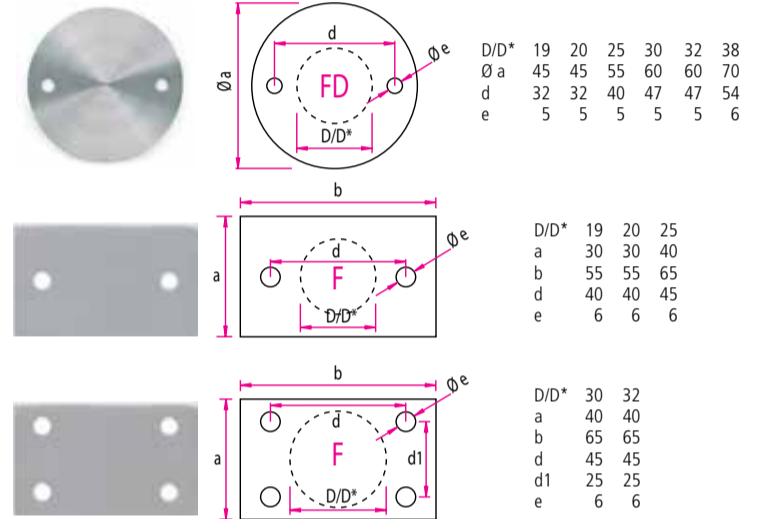 d
Øe
Øa
FD
D/D*
D/D* 19 20 25 30 32 38
Ø a 45 45 55 60 60 70
d 32 32 40 47 47 54
e 5 5 5 5 5 6
b
Øe
d
a
F
D/D*
D/D* 19 20 25
a 30 30 40
b 55 55 65
d 40 40 45
e 6 6 6
b
Øe
d
a
F
d1
D/D*
D/D* 30 32
a 40 40
b 65 65
d 45 45
d1 25 25
e 6 6